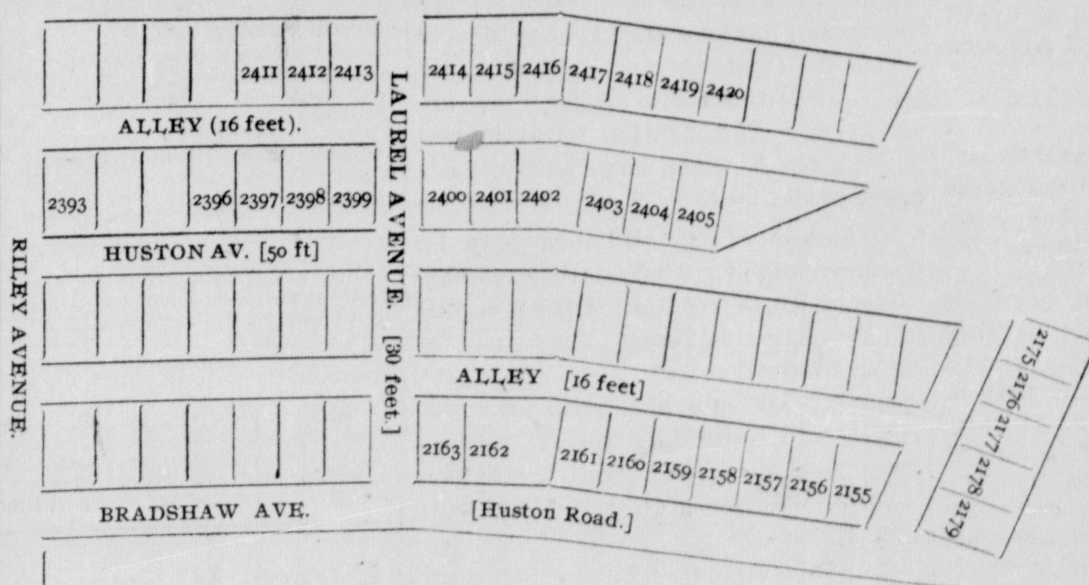 2411 2412 2413 2414 2415 2416 2417 2418 2419 2420
ALLEY (16 feet).
LAUREL AVENUE. [30 feet.]
2393 2396 2397 2398 2399 2400 2401 2402 2403 2404 2405
HUSTON AV. [50 ft]
RILEY AVENUE.
ALLEY [16 feet]
2175 2176 2177 2178 2179
2163 2162 2161 2160 2159 2158 2157 2156 2155
BRADSHAW AVE. [Huston Road.]